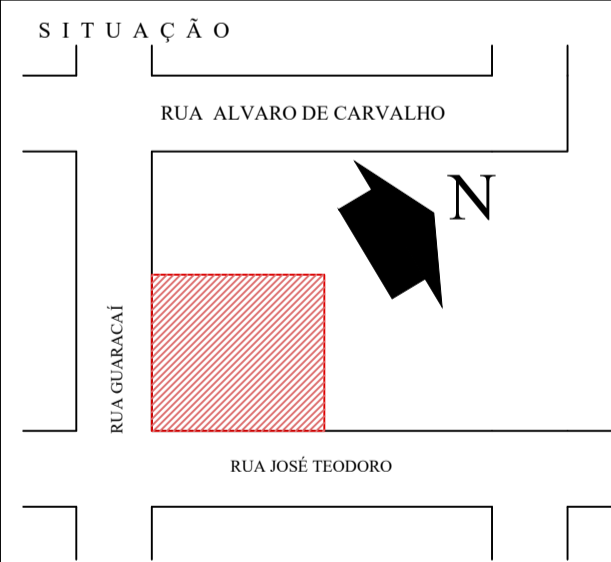 SITUAÇÃO
RUA ALVARO DE CARVALHO
N
RUA GUARACAÍ
RUA JOSÉ TEODORO